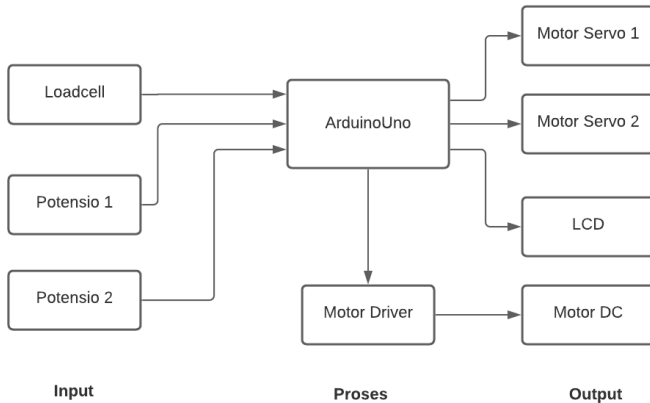 Motor Servo 1
Loadcell
ArduinoUno
Motor Servo 2
Potensio 1
LCD
Potensio 2
Motor Driver
Motor DC
Input
Proses
Output